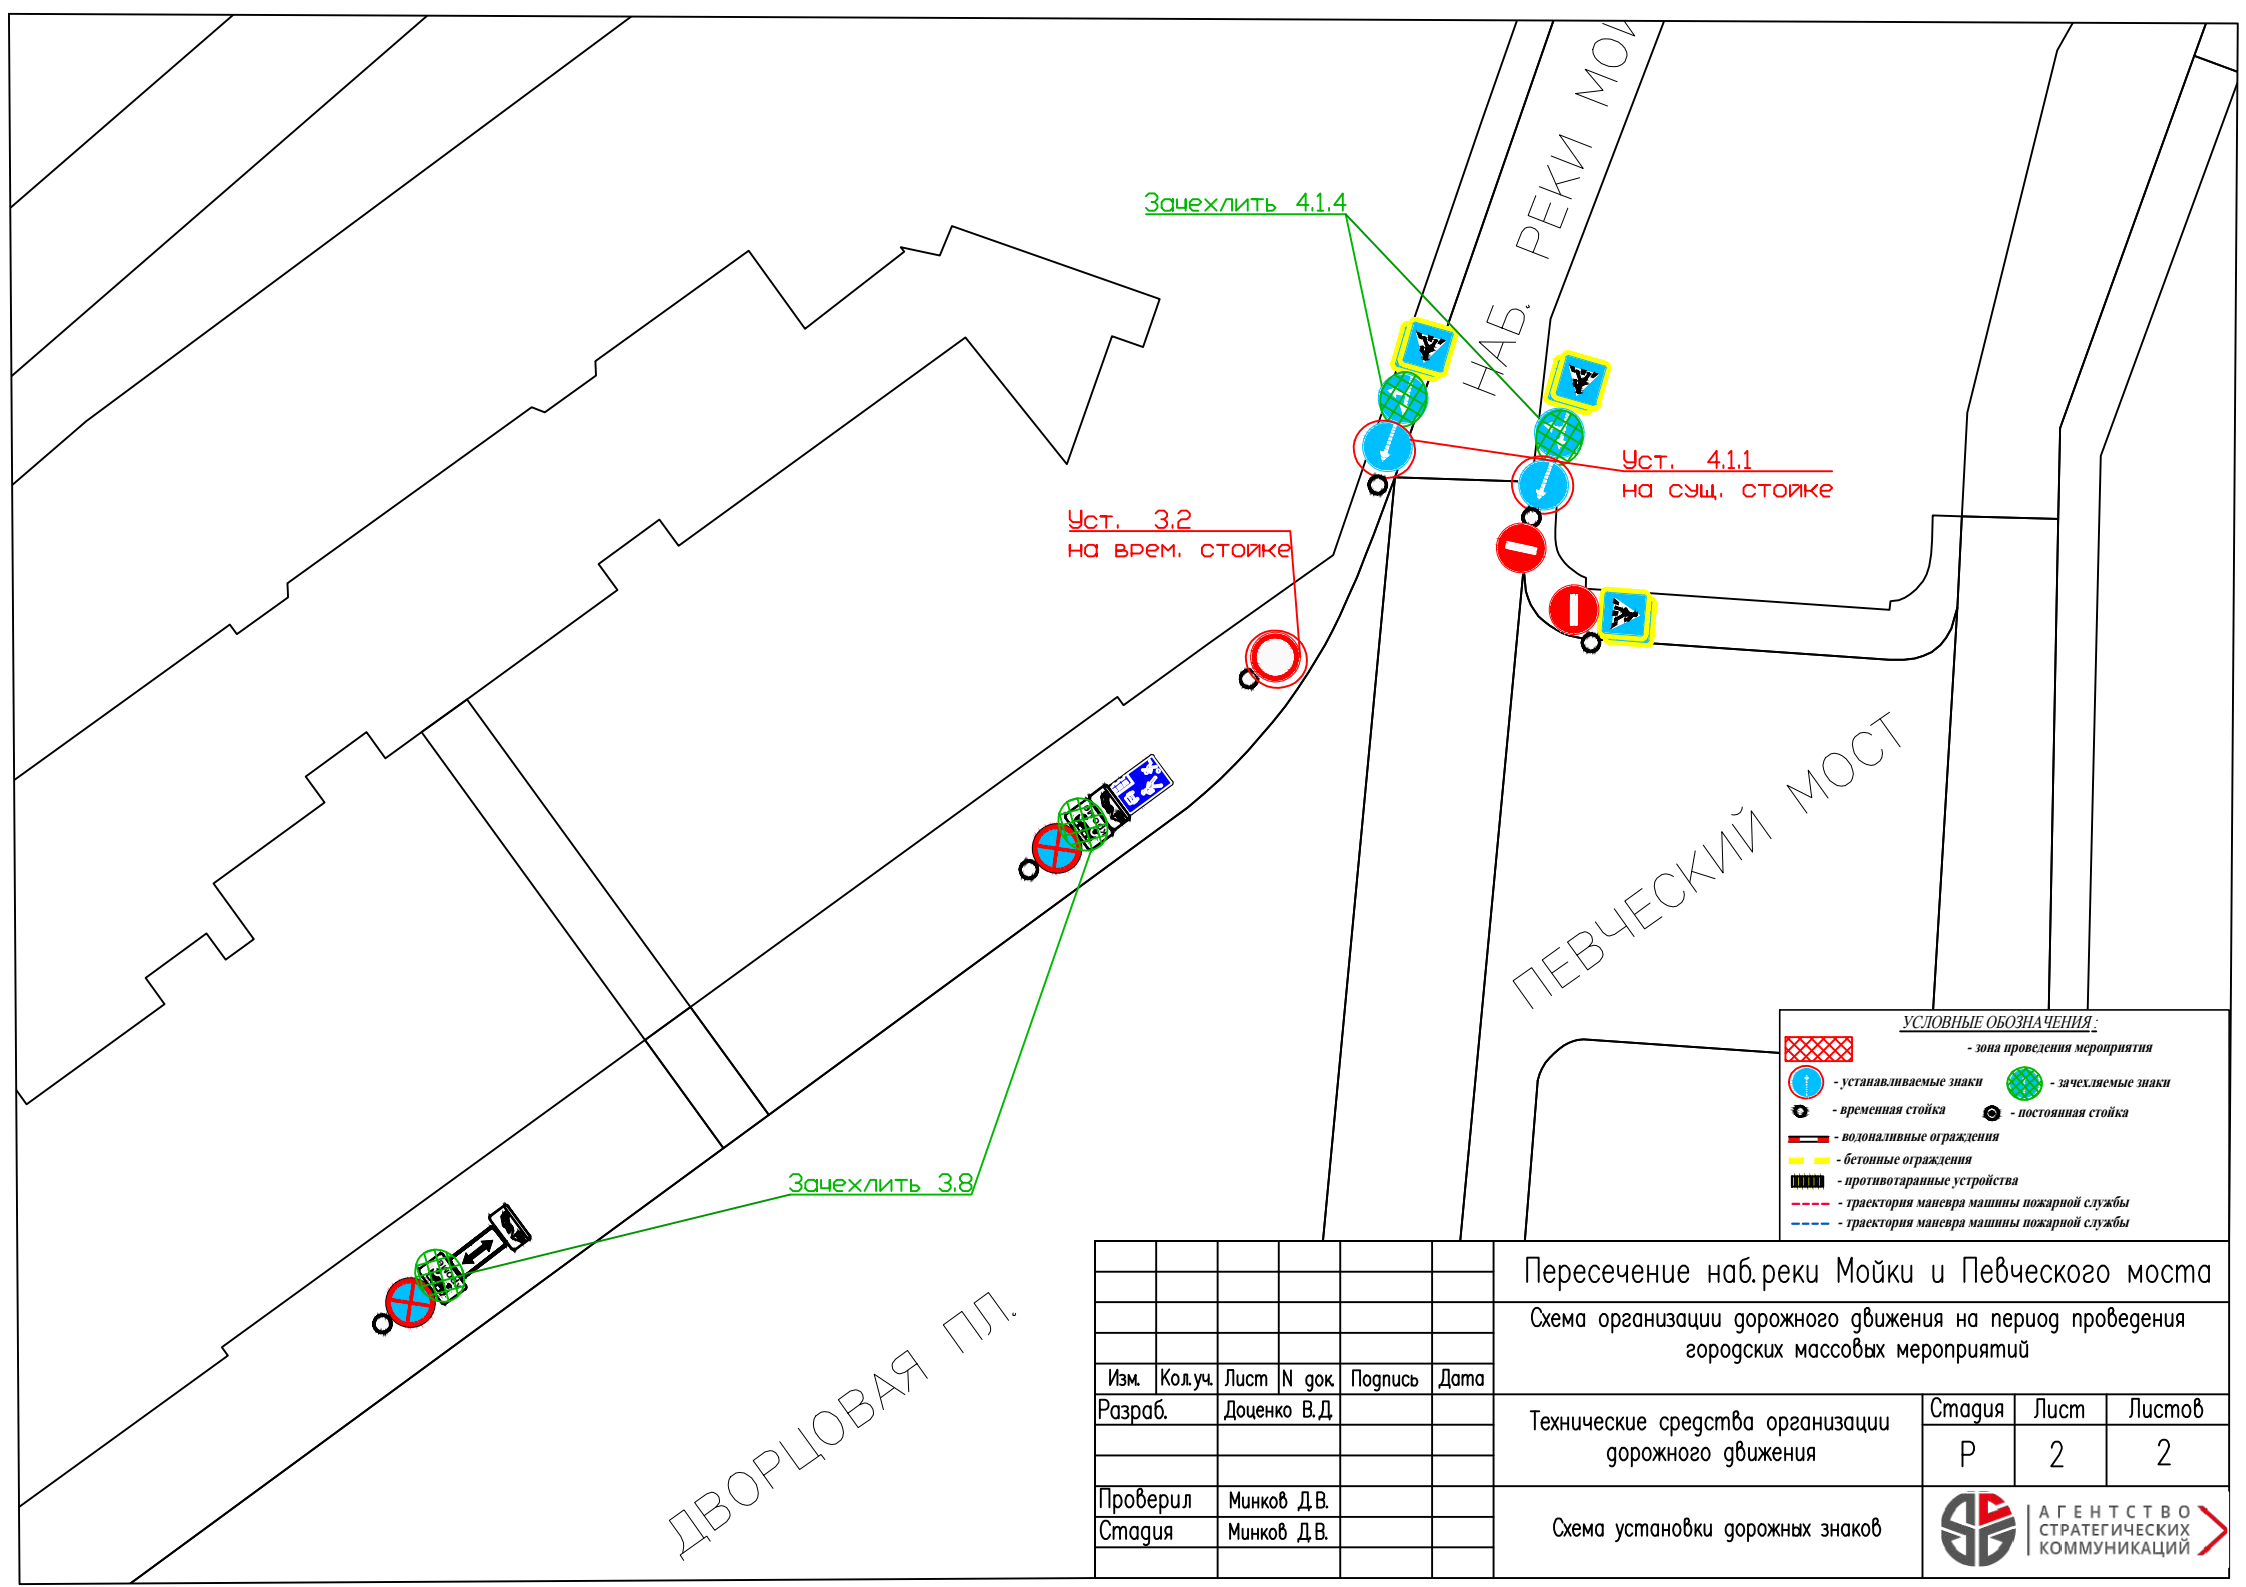 Зачехлить 4.1.4
НАБ. РЕКИ МОЙ
Уст. 4.1.1
на сущ. стойке
Уст. 3.2
на врем. стойке
ПЕВЧЕСКИЙ МОСТ
Зачехлить 3.8
ДВОРЦОВАЯ ПЛ.
УСЛОВНЫЕ ОБОЗНАЧЕНИЯ:
- зона проведения мероприятия
- устанавливаемые знаки
- зачехляемые знаки
- временная стойка
- постоянная стойка
- водоналивные ограждения
- бетонные ограждения
- противотаранные устройства
- траектория маневра машины пожарной службы
- траектория маневра машины пожарной службы
Пересечение наб.реки Мойки и Певческого моста
Схема организации дорожного движения на период проведения
городских массовых мероприятий
Изм. Кол.уч. Лист N док. Подпись Дата
Разраб. Доценко В.Д.
Технические средства организации
дорожного движения
Стадия Лист Листов
Р 2 2
Проверил Минков Д.В.
Стадия Минков Д.В.
Схема установки дорожных знаков
АГЕНТСТВО
СТРАТЕГИЧЕСКИХ
КОММУНИКАЦИЙ